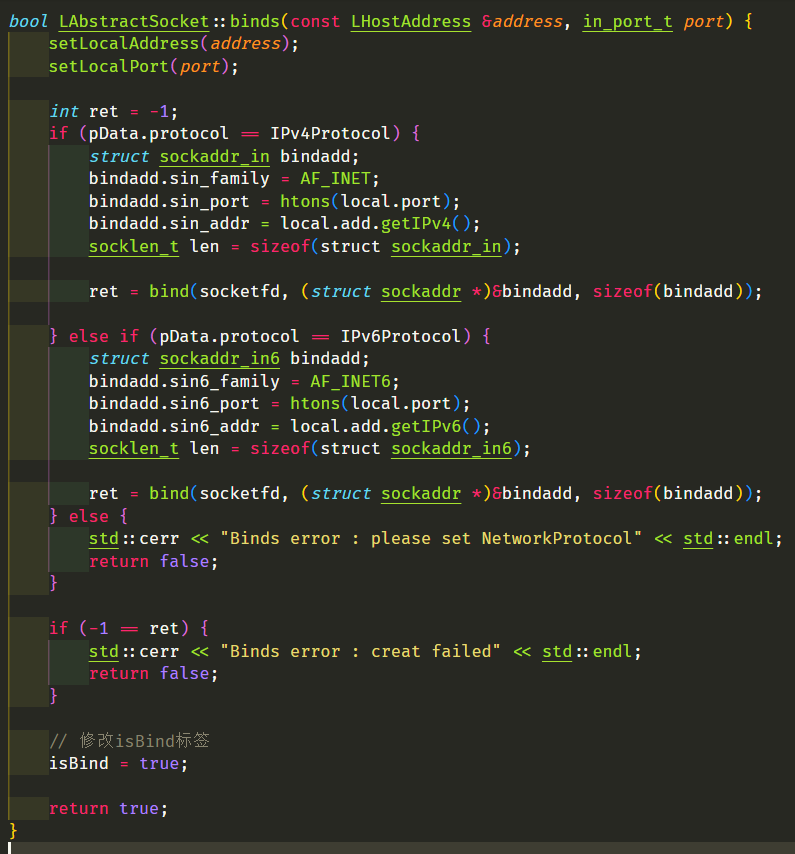 bool LAbstractSocket::binds(const LHostAddress &address, in_port_t port) {
    setLocalAddress(address);
    setLocalPort(port);

    int ret = -1;
    if (pData.protocol == IPv4Protocol) {
        struct sockaddr_in bindadd;
        bindadd.sin_family = AF_INET;
        bindadd.sin_port = htons(local.port);
        bindadd.sin_addr = local.add.getIPv4();
        socklen_t len = sizeof(struct sockaddr_in);

        ret = bind(socketfd, (struct sockaddr *)&bindadd, sizeof(bindadd));

    } else if (pData.protocol == IPv6Protocol) {
        struct sockaddr_in6 bindadd;
        bindadd.sin6_family = AF_INET6;
        bindadd.sin6_port = htons(local.port);
        bindadd.sin6_addr = local.add.getIPv6();
        socklen_t len = sizeof(struct sockaddr_in6);

        ret = bind(socketfd, (struct sockaddr *)&bindadd, sizeof(bindadd));
    } else {
        std::cerr << "Binds error : please set NetworkProtocol" << std::endl;
        return false;
    }

    if (-1 == ret) {
        std::cerr << "Binds error : creat failed" << std::endl;
        return false;
    }

    // 修改isBind标签
    isBind = true;

    return true;
}